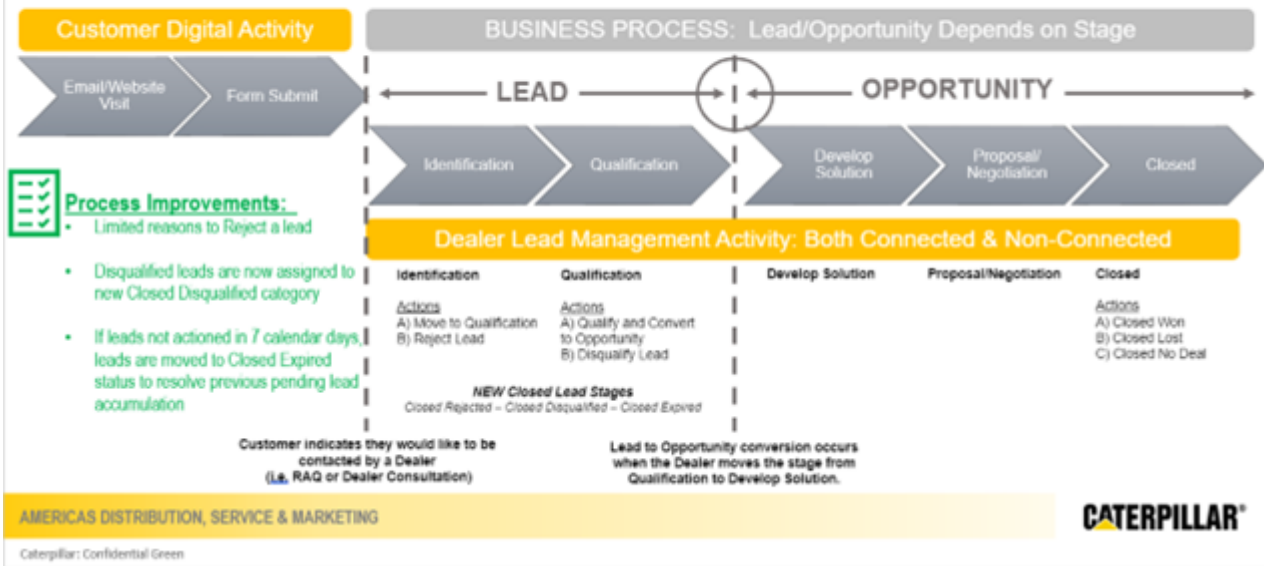 Customer Digital Activity
BUSINESS PROCESS: Lead/Opportunity Depends on Stage
Email/Website
Visit
Form Submit
LEAD
OPPORTUNITY
Identification
Qualification
Develop
Solution
Proposal/
Negotiation
Closed
Process Improvements:
• Limited reasons to Reject a lead
• Disqualified leads are now assigned to
new Closed Disqualified category
• If leads not actioned in 7 calendar days,
leads are moved to Closed Expired
status to resolve previous pending lead
accumulation
Dealer Lead Management Activity: Both Connected & Non-Connected
Identification
Actions
A) Move to Qualification
B) Reject Lead
Qualification
Actions
A) Qualify and Convert
to Opportunity
B) Disqualify Lead
NEW Closed Lead Stages
Closed Rejected – Closed Disqualified – Closed Expired
Develop Solution
Proposal/Negotiation
Closed
Actions
A) Closed Won
B) Closed Lost
C) Closed No Deal
Customer indicates they would like to be
contacted by a Dealer
(i.e. RAQ or Dealer Consultation)
Lead to Opportunity conversion occurs
when the Dealer moves the stage from
Qualification to Develop Solution.
AMERICAS DISTRIBUTION, SERVICE & MARKETING
CATERPILLAR®
Caterpillar: Confidential Green